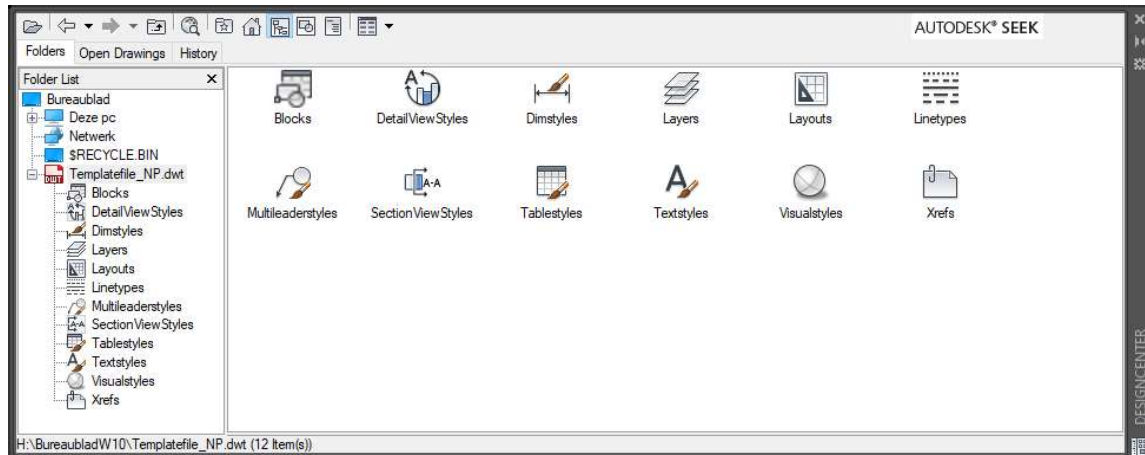 AUTODESK® SEEK
Folders Open Drawings History
Folder List
Bureaublad
Deze pc
Netwerk
$RECYCLE.BIN
Templatefile_NP.dwt
Blocks
DetailViewStyles
Dimstyles
Layers
Layouts
Linetypes
Multileaderstyles
SectionViewStyles
Tablestyles
Textstyles
Visualstyles
Xrefs
Blocks DetailViewStyles Dimstyles Layers Layouts Linetypes
A-A
Multileaderstyles SectionViewStyles Tablestyles Textstyles Visualstyles Xrefs
DESIGNCENTER
H:\BureaubladW10\Templatefile_NP.dwt (12 Item(s))